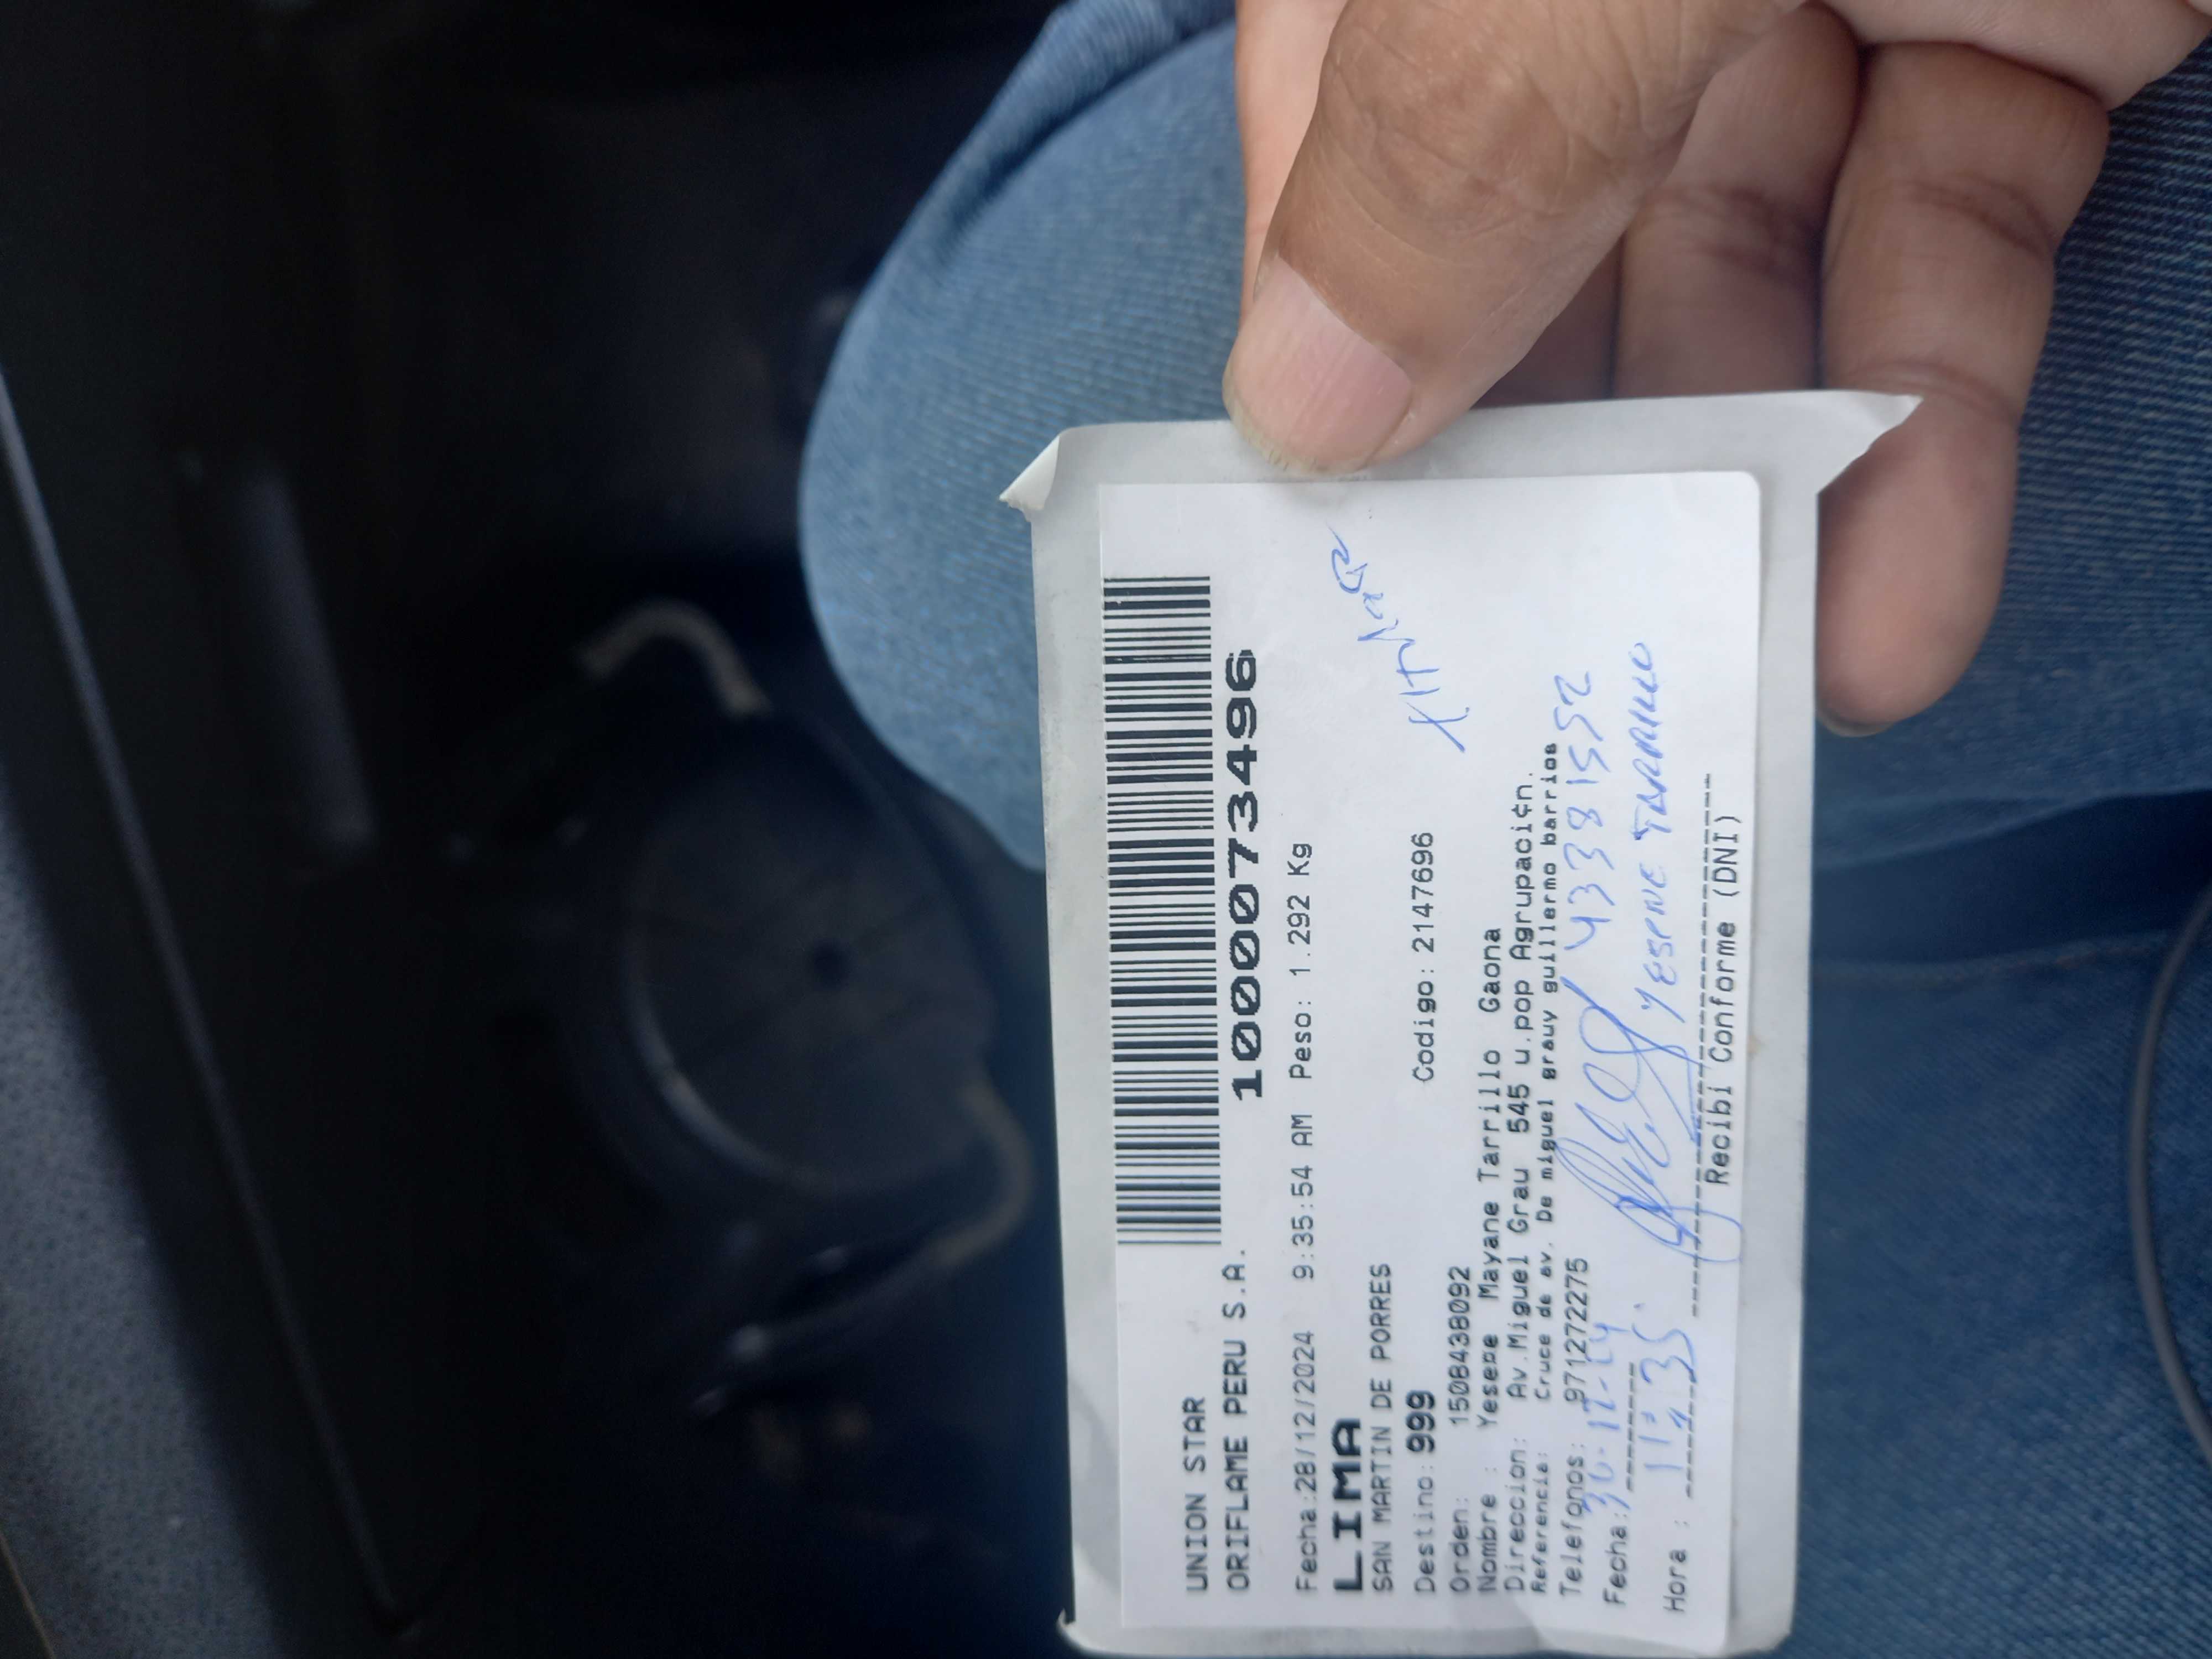 UNION STAR
ORIFLAME PERU S.A.
1000073496
Fecha:28/12/2024 9:35:54 AM Peso: 1.292 Kg
LIMA
SAN MARTIN DE PORRES
Destino:999 Codigo: 2147696
Orden: 1508438092
Nombre : Yesepe Mayane Tarrillo Gaona
Direccion: Av.Miguel Grau 545 u.pop Agrupaci¢n.
Referencia: Cruce de av. De miguel grauy guillermo barrios
Telefonos: 971272275
43381552
Fecha: 30-12-24
YESPNE TARRILLO
Hora : 11:35
Recibi Conforme (DNI)